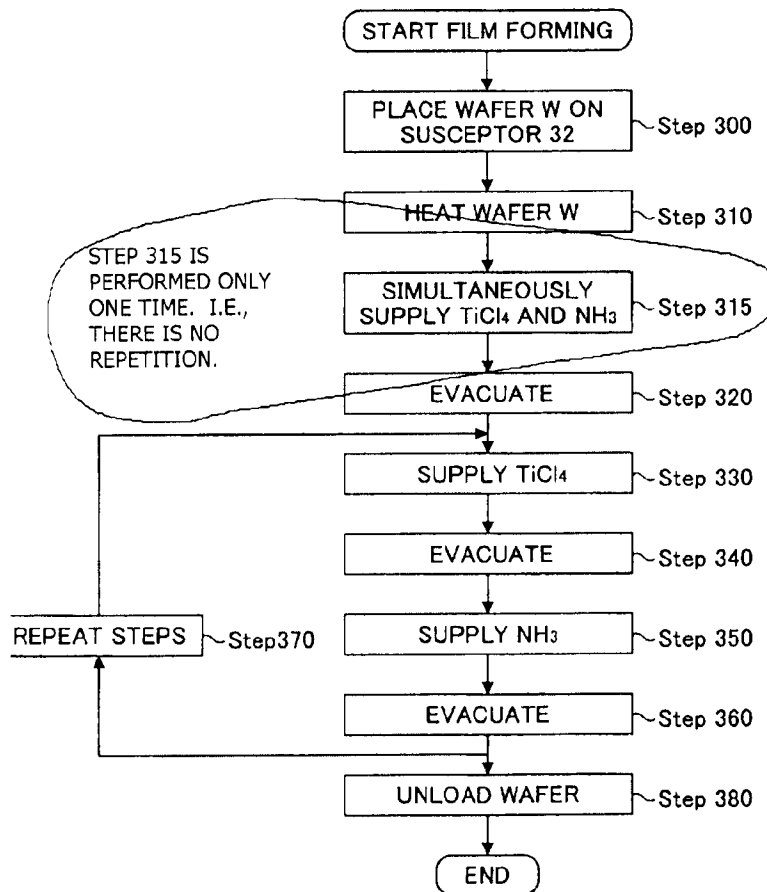 START FILM FORMING
PLACE WAFER W ON
SUSCEPTOR 32
Step 300
HEAT WAFER W
Step 310
STEP 315 IS
PERFORMED ONLY
ONE TIME. I.E.,
THERE IS NO
REPETITION.
SIMULTANEOUSLY
SUPPLY TiCl₄ AND NH₃
Step 315
EVACUATE
Step 320
SUPPLY TiCl₄
Step 330
EVACUATE
Step 340
REPEAT STEPS
Step370
SUPPLY NH₃
Step 350
EVACUATE
Step 360
UNLOAD WAFER
Step 380
END